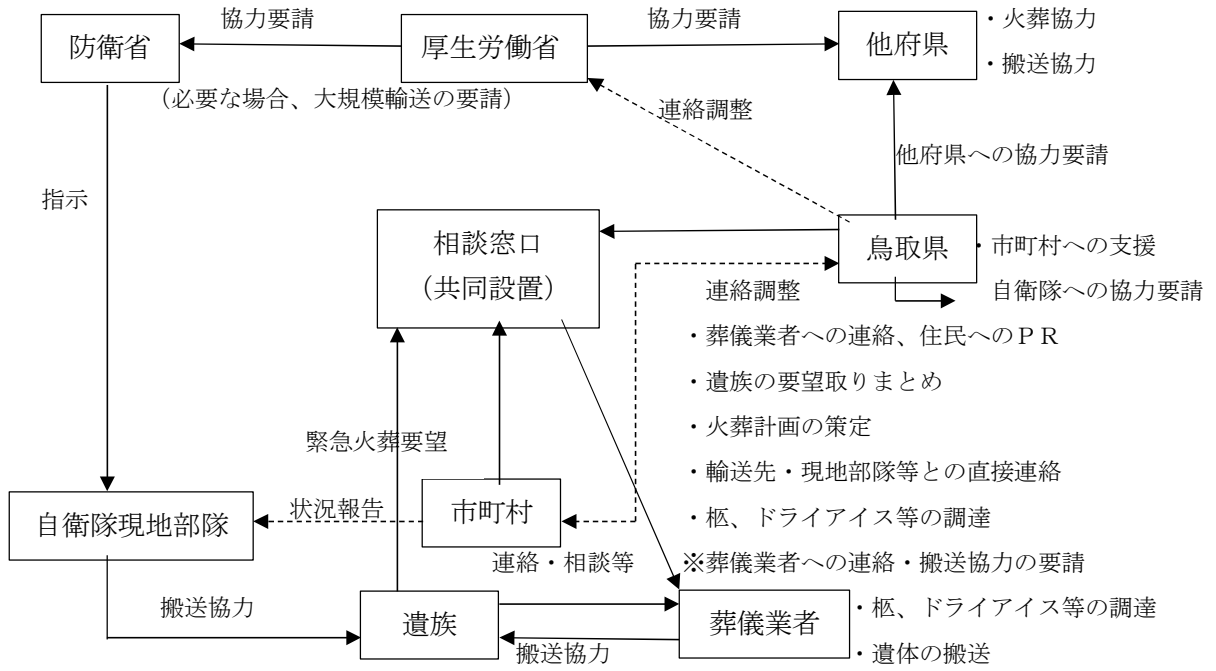 協力要請
協力要請
防衛省
厚生労働省
他府県
・火葬協力
・搬送協力
（必要な場合、大規模輸送の要請）
連絡調整
他府県への協力要請
指示
相談窓口
（共同設置）
鳥取県
・市町村への支援
自衛隊への協力要請
連絡調整
・葬儀業者への連絡、住民へのＰＲ
・遺族の要望取りまとめ
・火葬計画の策定
緊急火葬要望
・輸送先・現地部隊等との直接連絡
自衛隊現地部隊
状況報告
市町村
・柩、ドライアイス等の調達
連絡・相談等
※葬儀業者への連絡・搬送協力の要請
搬送協力
遺族
葬儀業者
・柩、ドライアイス等の調達
搬送協力
・遺体の搬送